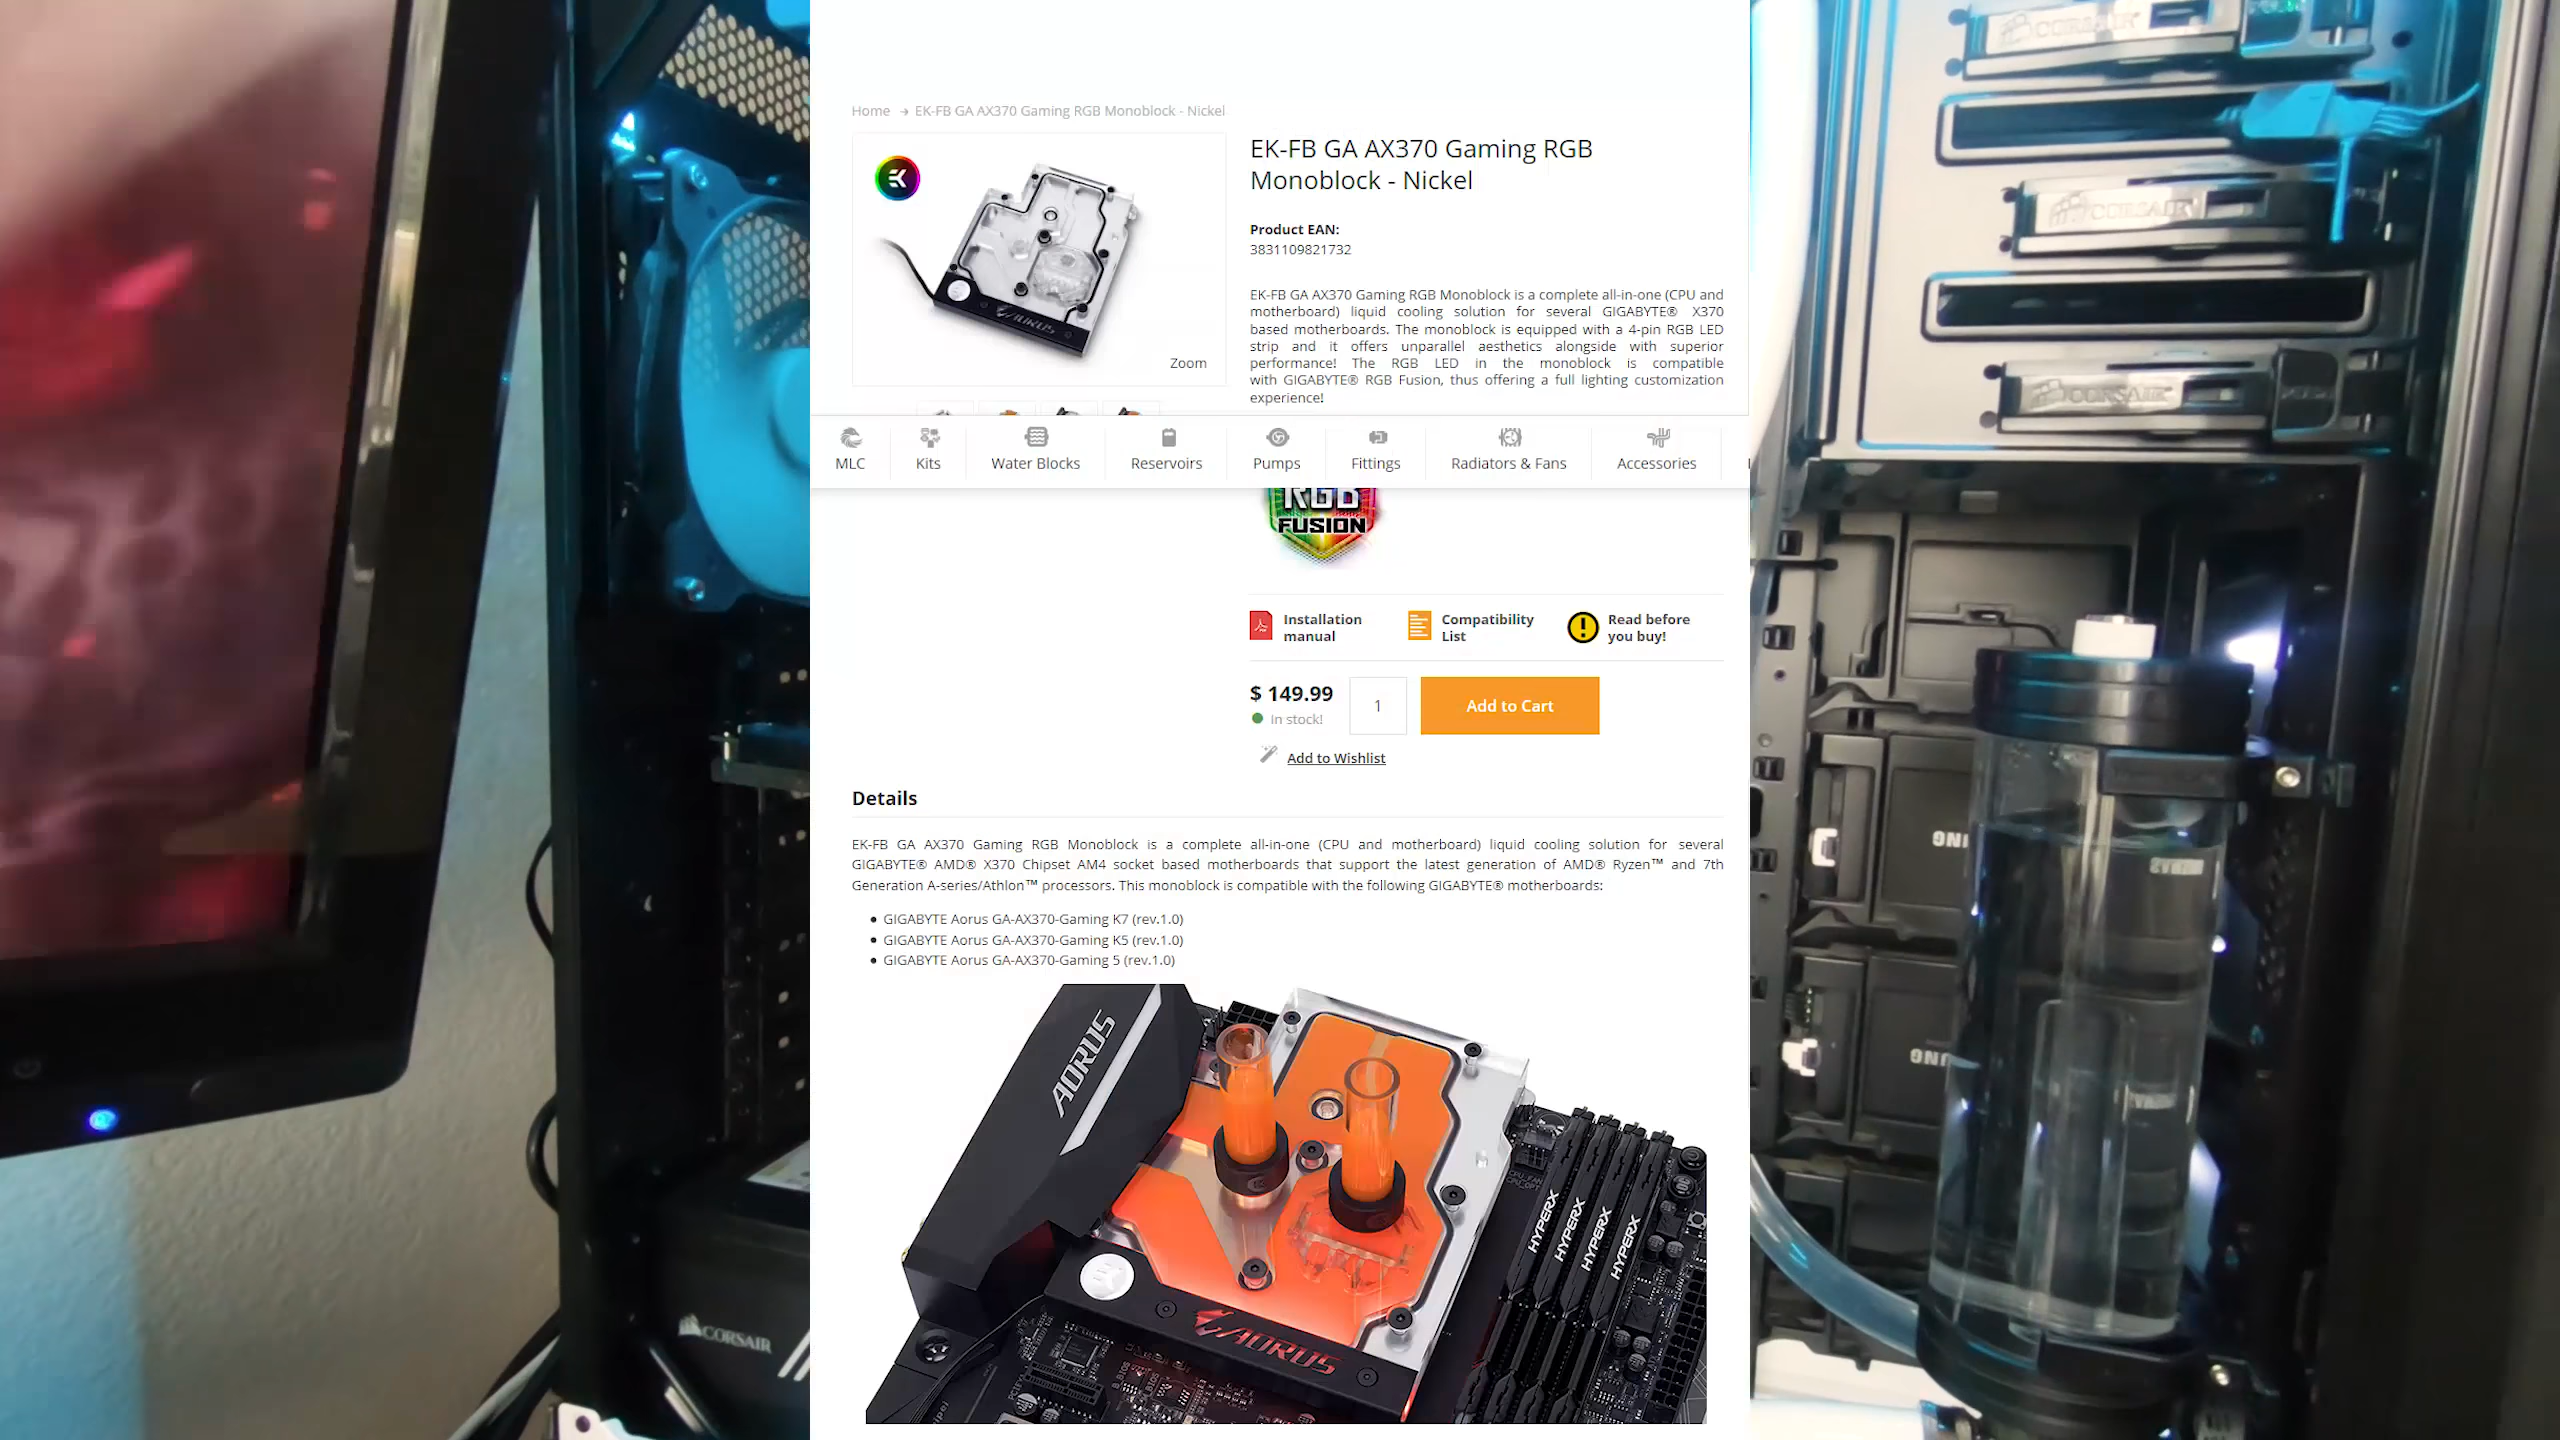 CORSAIR
Home → EK-FB GA AX370 Gaming RGB Monoblock - Nickel
AORUS
Zoom
EK-FB GA AX370 Gaming RGB
Monoblock - Nickel
Product EAN:
3831109821732
EK-FB GA AX370 Gaming RGB Monoblock is a complete all-in-one (CPU and
motherboard) liquid cooling solution for several GIGABYTE® X370
based motherboards. The monoblock is equipped with a 4-pin RGB LED
strip and it offers unparallel aesthetics alongside with superior
performance! The RGB LED in the monoblock is compatible
with GIGABYTE® RGB Fusion, thus offering a full lighting customization
experience!
MLC
Kits
Water Blocks
Reservoirs
Pumps
Fittings
Radiators & Fans
Accessories
RGB
FUSION
Installation
manual
Compatibility
List
Read before
you buy!
$ 149.99
in stock!
1
Add to Cart
Add to Wishlist
Details
EK-FB GA AX370 Gaming RGB Monoblock is a complete all-in-one (CPU and motherboard) liquid cooling solution for several
GIGABYTE® AMD® X370 Chipset AM4 socket based motherboards that support the latest generation of AMD® Ryzen™ and 7th
Generation A-series/Athlon™ processors. This monoblock is compatible with the following GIGABYTE® motherboards:
• GIGABYTE Aorus GA-AX370-Gaming K7 (rev.1.0)
• GIGABYTE Aorus GA-AX370-Gaming K5 (rev.1.0)
• GIGABYTE Aorus GA-AX370-Gaming 5 (rev.1.0)
AORUS
AORUS
HYPERX
HYPERX
HYPERX
HYPERX
CORSAIR
CORSAIR
CORSAIR